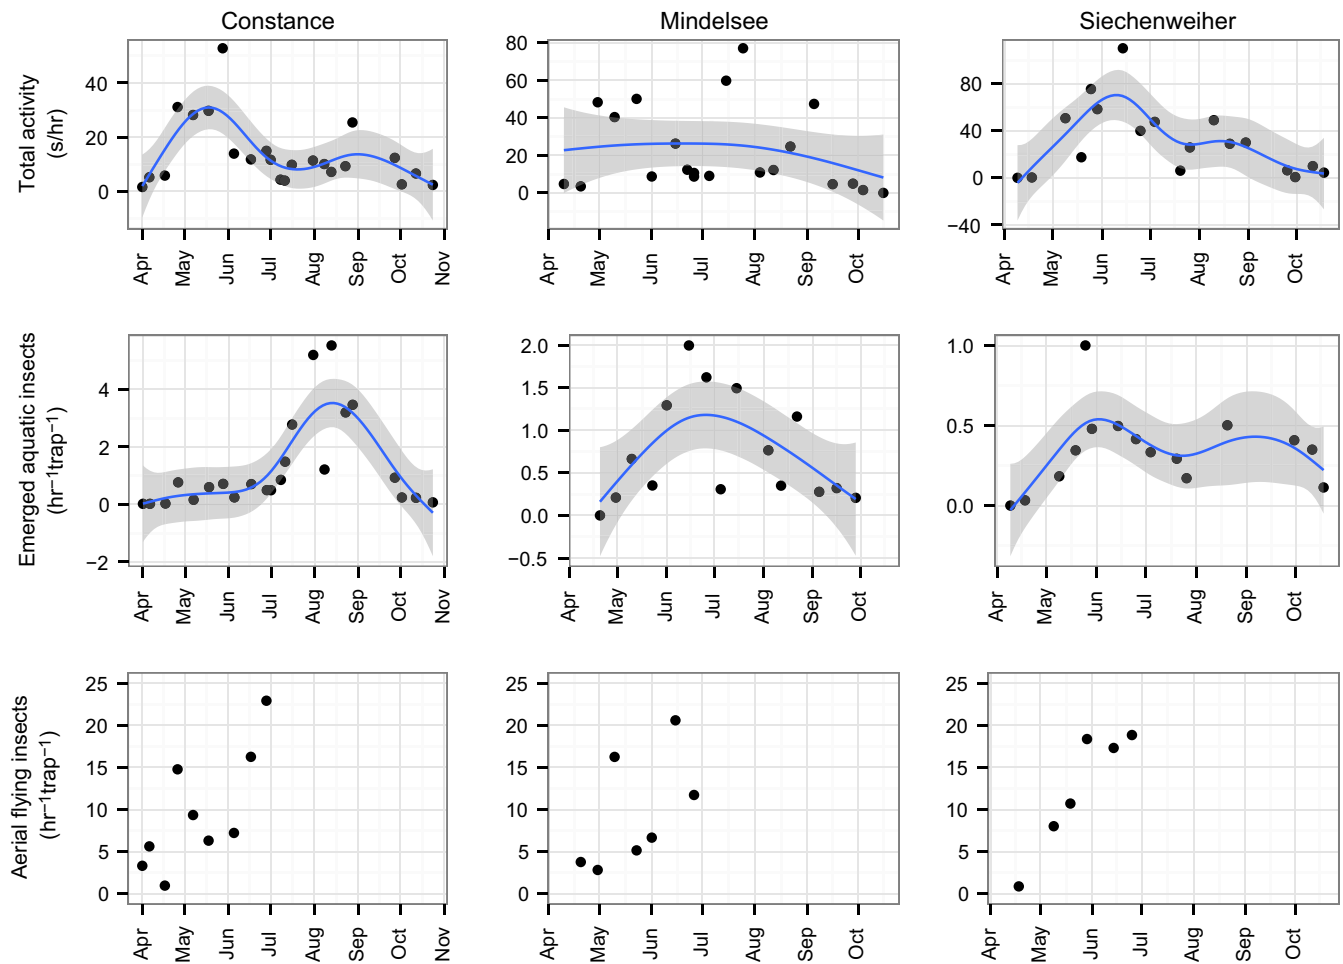 Constance Mindelsee Siechenweiher
Total activity
(s/hr)
40
20
0
Apr May Jun Jul Aug Sep Oct Nov
80
60
40
20
0
Apr May Jun Jul Aug Sep Oct
80
40
0
−40
Apr May Jun Jul Aug Sep Oct
Emerged aquatic insects
(hr⁻¹trap⁻¹)
4
2
0
−2
Apr May Jun Jul Aug Sep Oct Nov
2.0
1.5
1.0
0.5
0.0
−0.5
Apr May Jun Jul Aug Sep Oct
1.0
0.5
0.0
Apr May Jun Jul Aug Sep Oct
Aerial flying insects
(hr⁻¹trap⁻¹)
25
20
15
10
5
0
Apr May Jun Jul Aug Sep Oct Nov
25
20
15
10
5
0
Apr May Jun Jul Aug Sep Oct
25
20
15
10
5
0
Apr May Jun Jul Aug Sep Oct